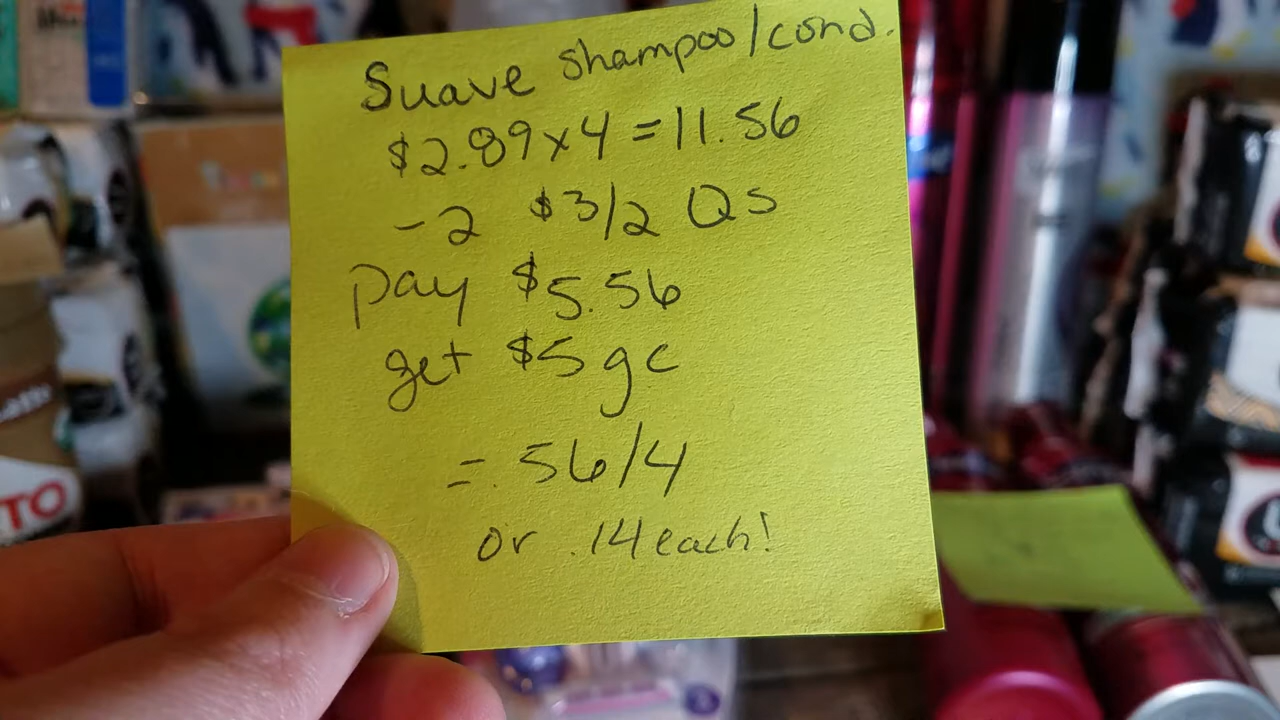 Suave shampoo/cond.
$2.89x4=11.56
-2 $3/2 Qs
pay $5.56
get $5 gc
=.56/4
or .14 each!
TO